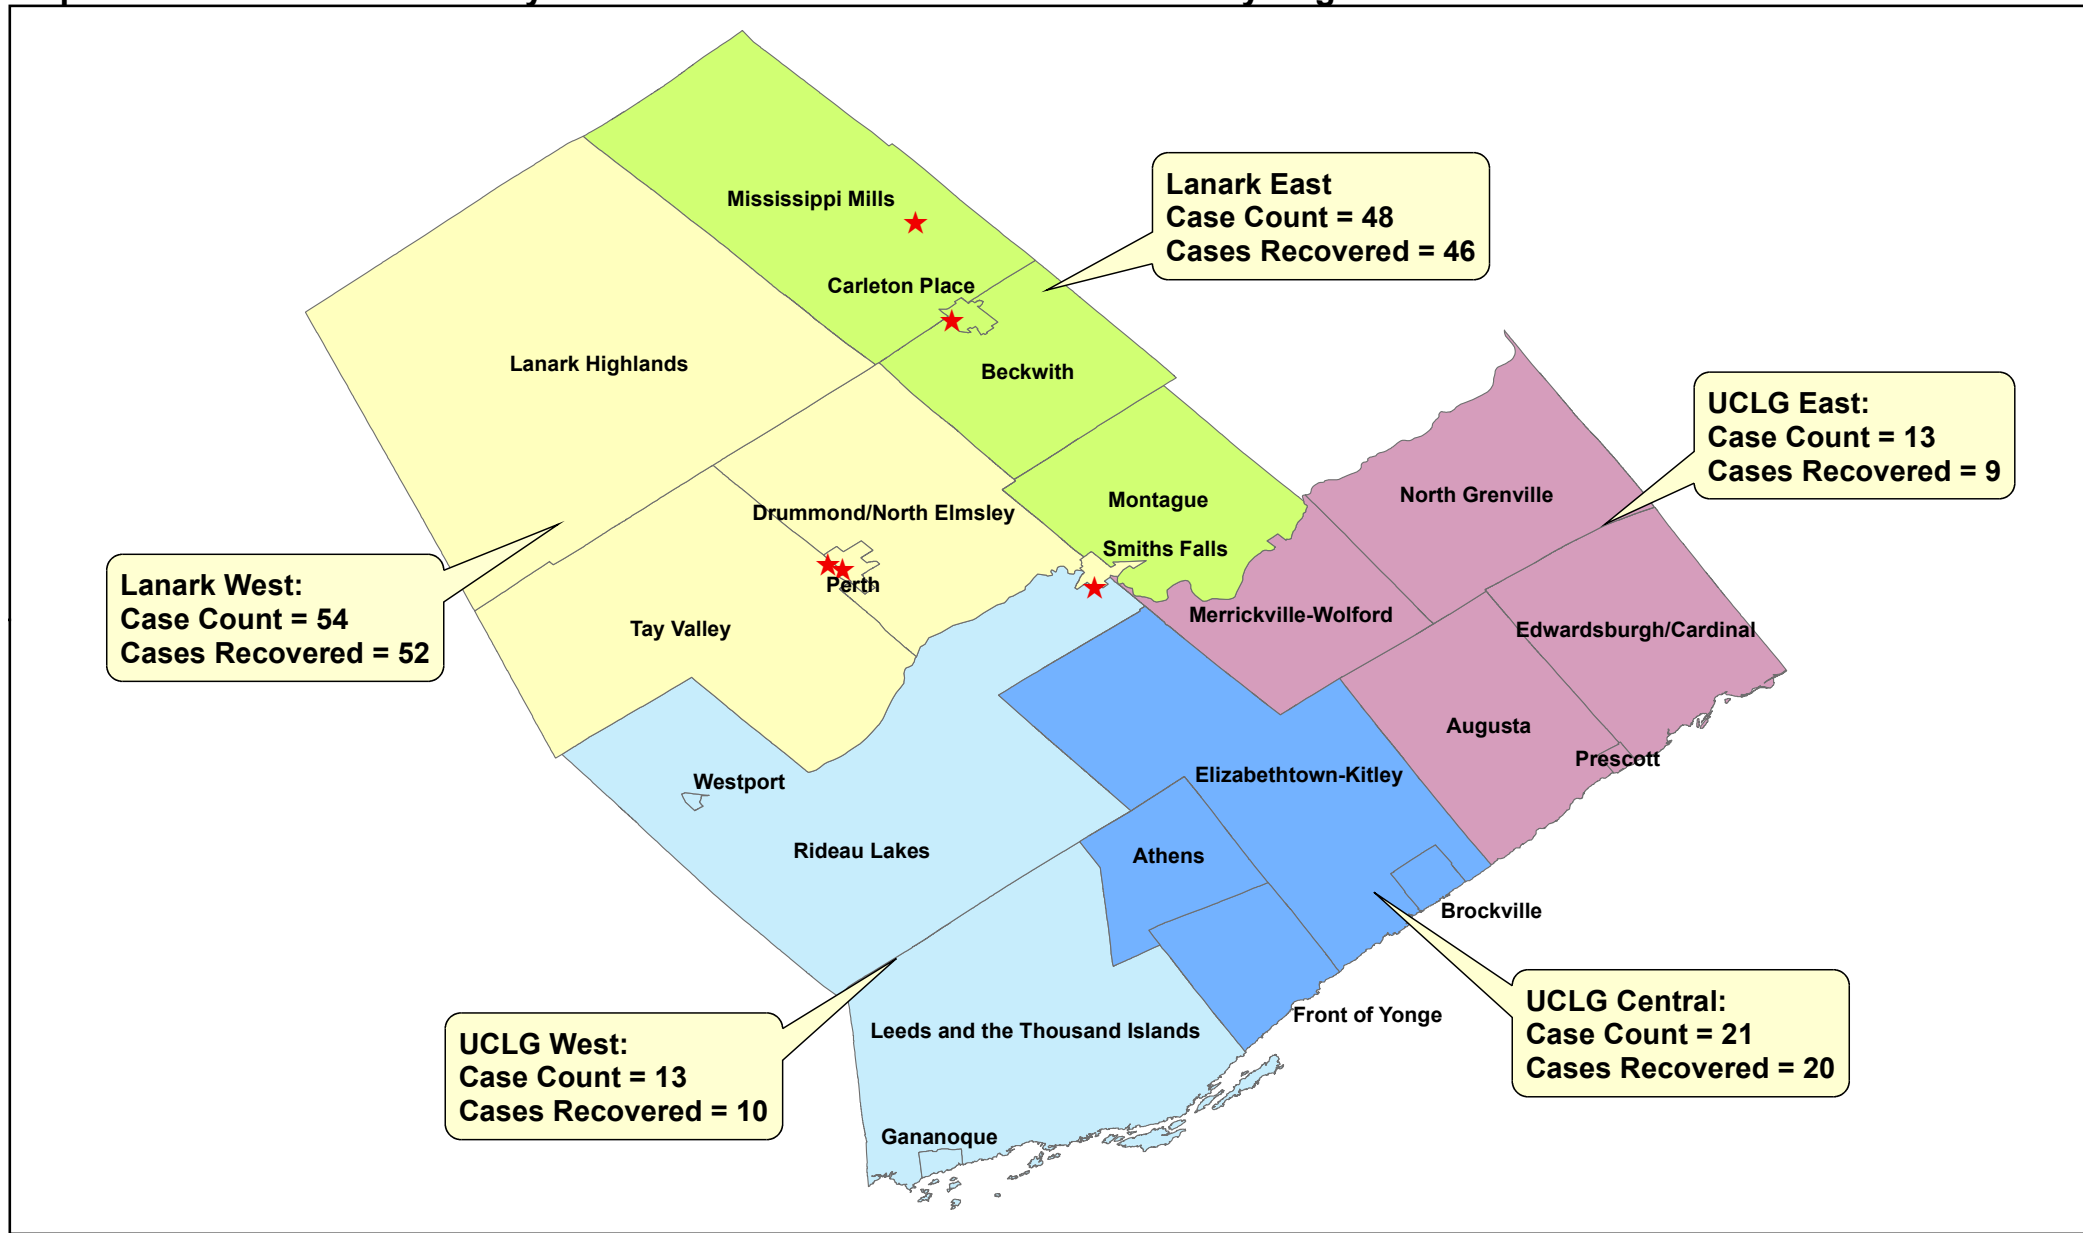 Mississippi Mills
Lanark East
Case Count = 48
Cases Recovered = 46
Carleton Place
Lanark Highlands
Beckwith
UCLG East:
Case Count = 13
Cases Recovered = 9
North Grenville
Montague
Drummond/North Elmsley
Smiths Falls
Lanark West:
Case Count = 54
Cases Recovered = 52
Perth
Tay Valley
Merrickville-Wolford
Edwardsburgh/Cardinal
Augusta
Prescott
Westport
Elizabethtown-Kitley
Rideau Lakes
Athens
Brockville
UCLG Central:
Case Count = 21
Cases Recovered = 20
Front of Yonge
Leeds and the Thousand Islands
UCLG West:
Case Count = 13
Cases Recovered = 10
Gananoque